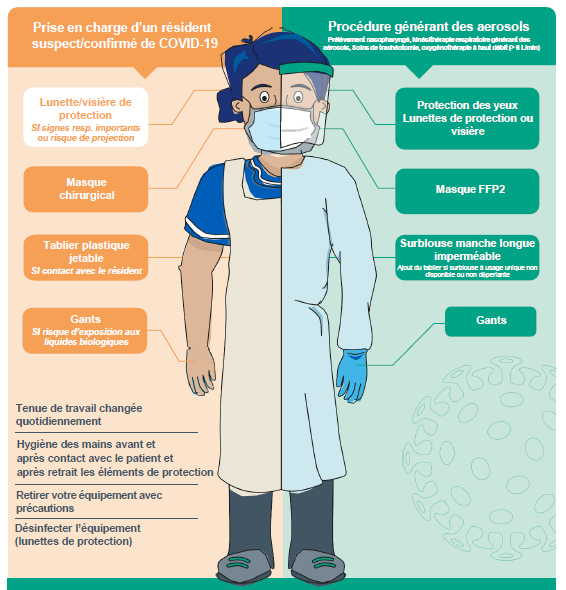 Prise en charge d'un résident
suspect/confirmé de COVID-19
Lunette/visière de
protection
SI signes resp. importants
ou risque de projection
Masque
chirurgical
Tablier plastique
jetable
SI contact avec le résident
Gants
SI risque d'exposition aux
liquides biologiques
Tenue de travail changée
quotidiennement
Hygiène des mains avant et
après contact avec le patient et
après retrait les éléments de protection
Retirer votre équipement avec
précautions
Désinfecter l'équipement
(lunettes de protection)
Procédure générant des aerosols
Prélèvement nasopharyngé, kinésithérapie respiratoire générant des
aérosols, Soins de trachéotomie, oxygénothérapie à haut débit (> 6 L/min)
Protection des yeux
Lunettes de protection ou
visière
Masque FFP2
Surblouse manche longue
imperméable
Ajout du tablier si surblouse à usage unique non
disponible ou non déperlante
Gants